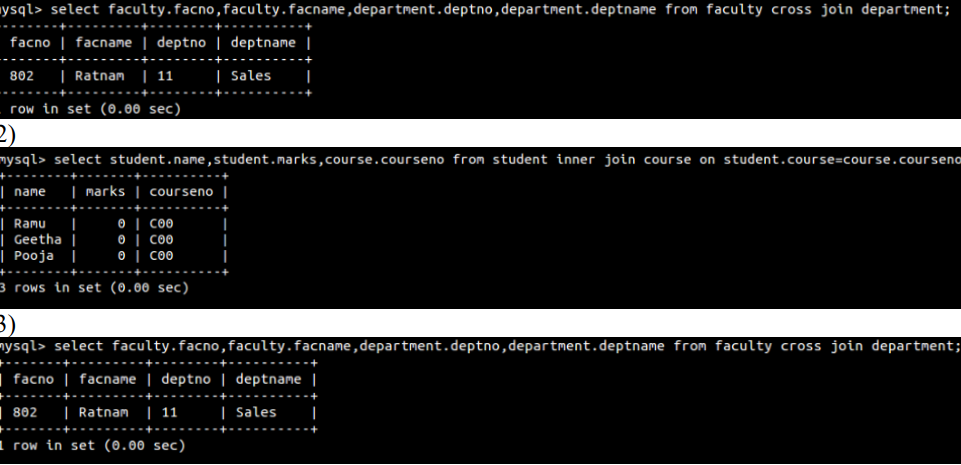 mysql> select faculty.facno,faculty.facname,department.deptno,department.deptname from faculty cross join department;
-------+---------+--------+----------+
facno | facname | deptno | deptname |
-------+---------+--------+----------+
802 | Ratnam | 11 | Sales |
-------+---------+--------+----------+
row in set (0.00 sec)
2)
mysql> select student.name,student.marks,course.courseno from student inner join course on student.course=course.courseno
+--------+-------+----------+
| name | marks | courseno |
+--------+-------+----------+
| Ramu | 0 | C00 |
| Geetha | 0 | C00 |
| Pooja | 0 | C00 |
+--------+-------+----------+
3 rows in set (0.00 sec)
3)
mysql> select faculty.facno,faculty.facname,department.deptno,department.deptname from faculty cross join department;
+-------+---------+--------+----------+
| facno | facname | deptno | deptname |
+-------+---------+--------+----------+
| 802 | Ratnam | 11 | Sales |
+-------+---------+--------+----------+
1 row in set (0.00 sec)